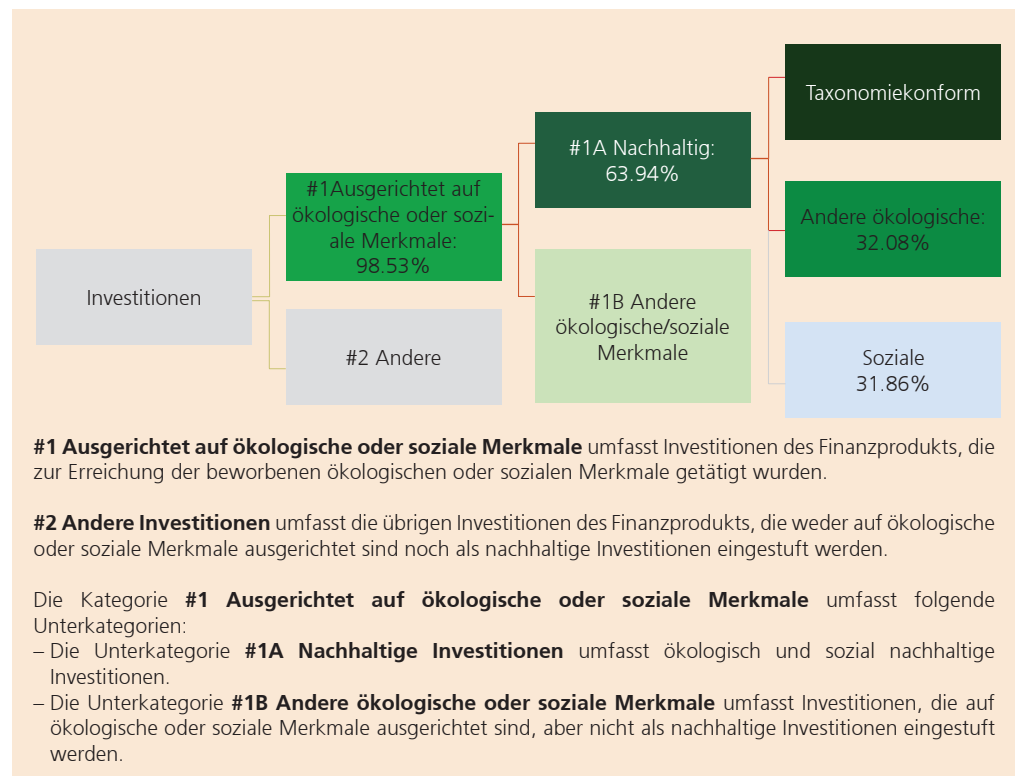 Taxonomiekonform
#1A Nachhaltig:
63.94%
#1Ausgerichtet auf
ökologische oder sozi-
ale Merkmale:
98.53%
Andere ökologische:
32.08%
Investitionen
#1B Andere
ökologische/soziale
Merkmale
#2 Andere
Soziale
31.86%
#1 Ausgerichtet auf ökologische oder soziale Merkmale umfasst Investitionen des Finanzprodukts, die
zur Erreichung der beworbenen ökologischen oder sozialen Merkmale getätigt wurden.
#2 Andere Investitionen umfasst die übrigen Investitionen des Finanzprodukts, die weder auf ökologische
oder soziale Merkmale ausgerichtet sind noch als nachhaltige Investitionen eingestuft werden.
Die Kategorie #1 Ausgerichtet auf ökologische oder soziale Merkmale umfasst folgende
Unterkategorien:
– Die Unterkategorie #1A Nachhaltige Investitionen umfasst ökologisch und sozial nachhaltige
Investitionen.
– Die Unterkategorie #1B Andere ökologische oder soziale Merkmale umfasst Investitionen, die auf
ökologische oder soziale Merkmale ausgerichtet sind, aber nicht als nachhaltige Investitionen eingestuft
werden.